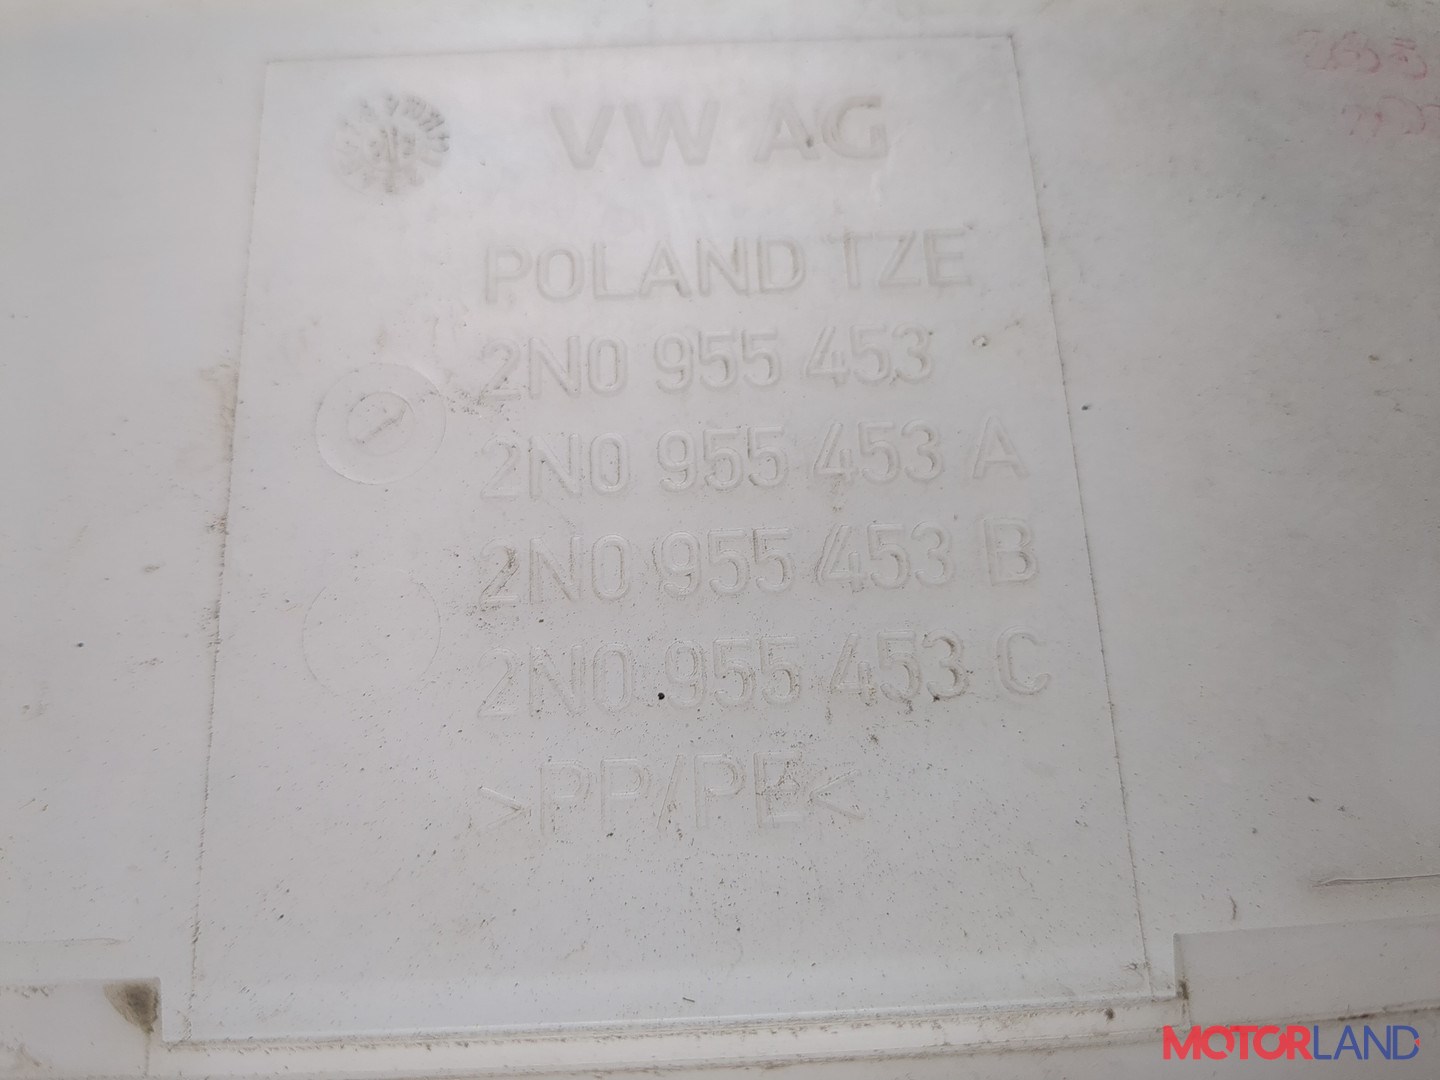 VW AG
POLAND TZE
2N0 955 453
2N0 955 453 A
2N0 955 453 B
2N0 955 453 C
>PP/PE<
MOTORLAND